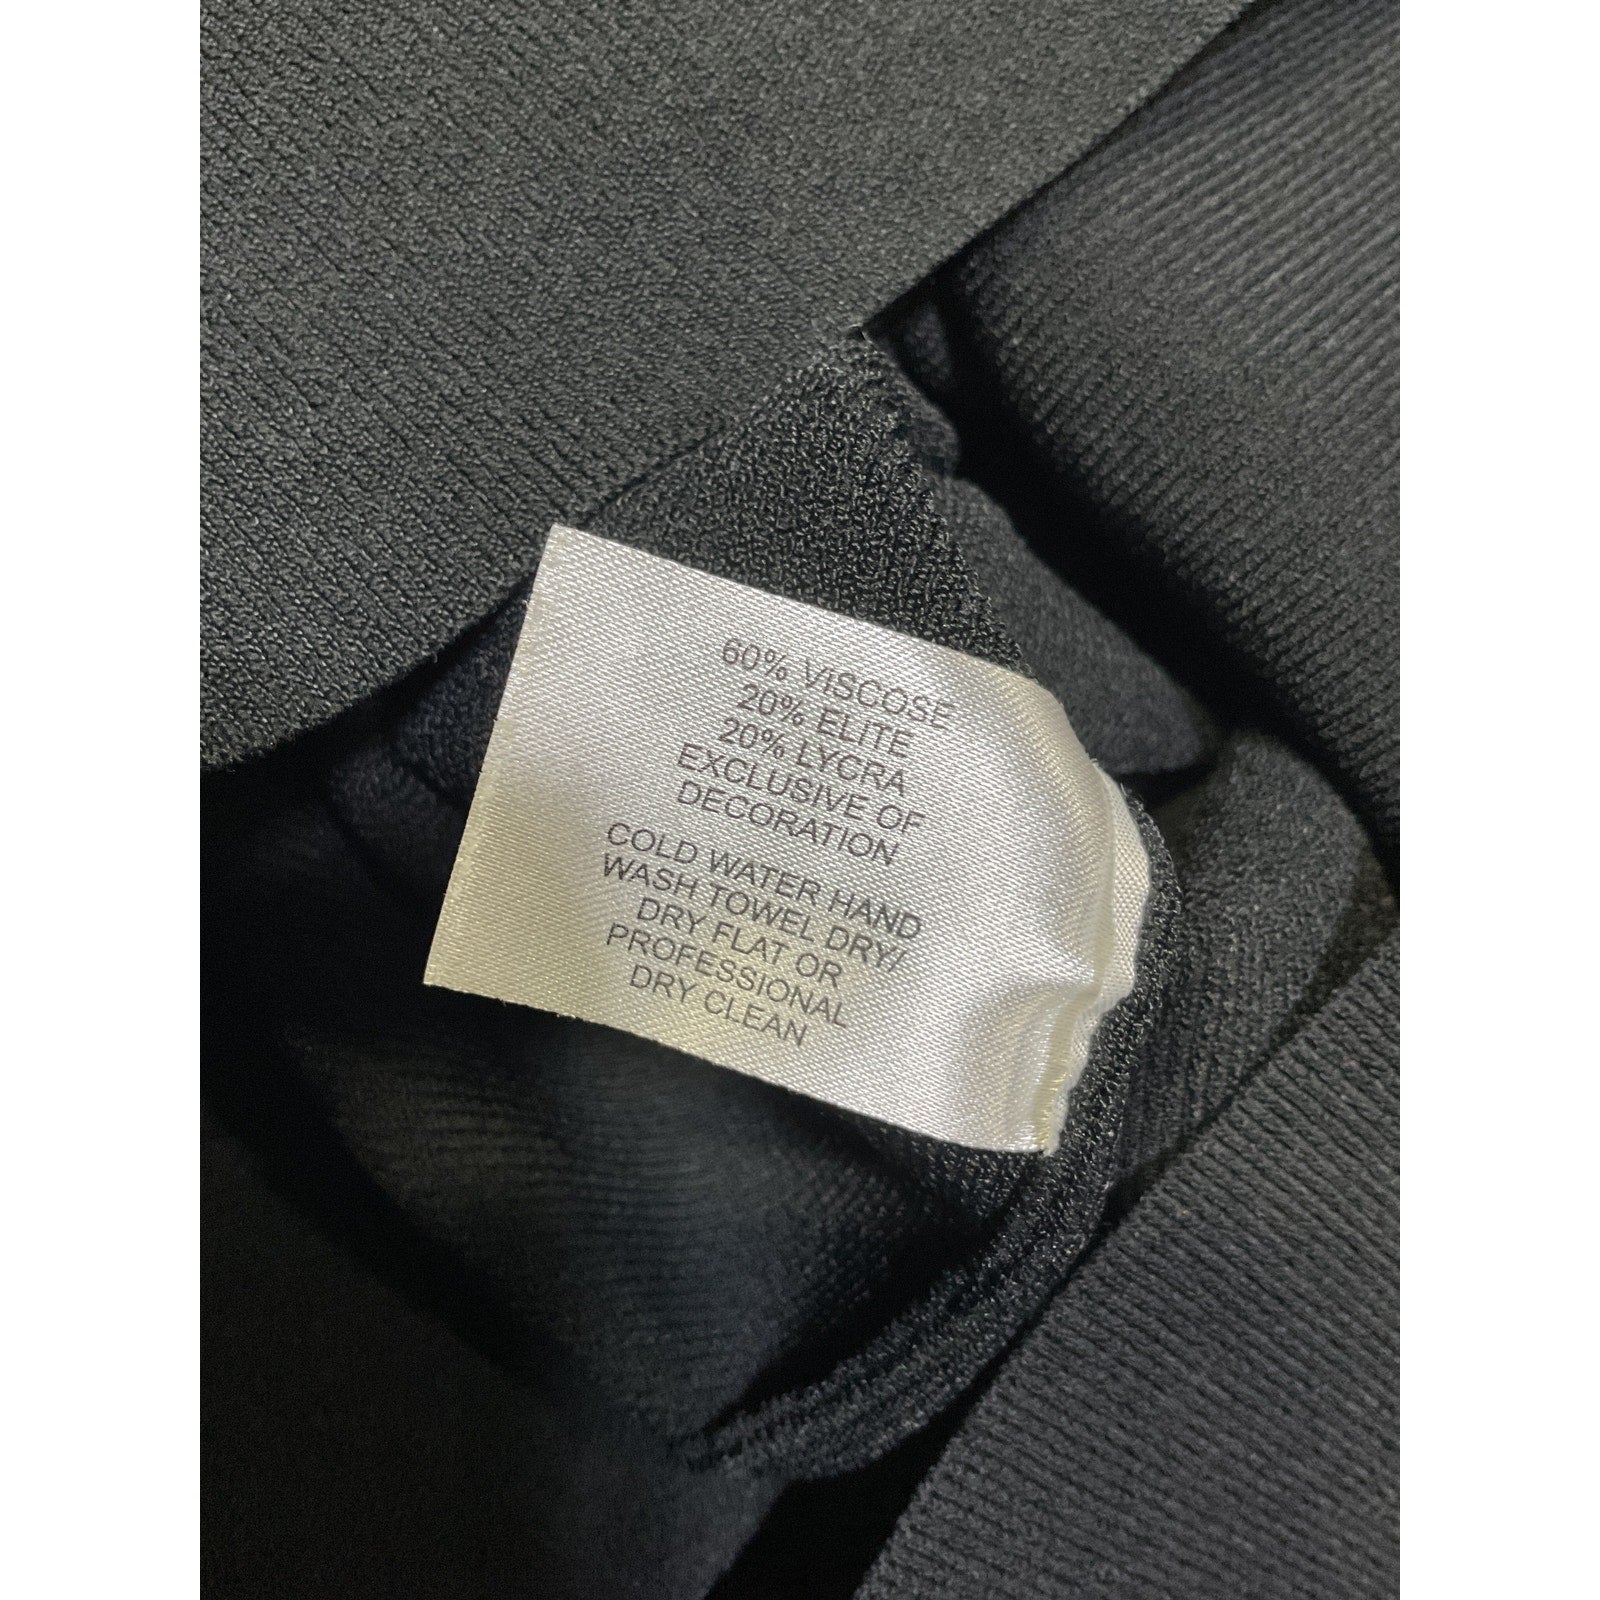 60% VISCOSE
20% ELITE
20% LYCRA
EXCLUSIVE OF
DECORATION
COLD WATER HAND
WASH TOWEL DRY/
DRY FLAT OR
PROFESSIONAL
DRY CLEAN